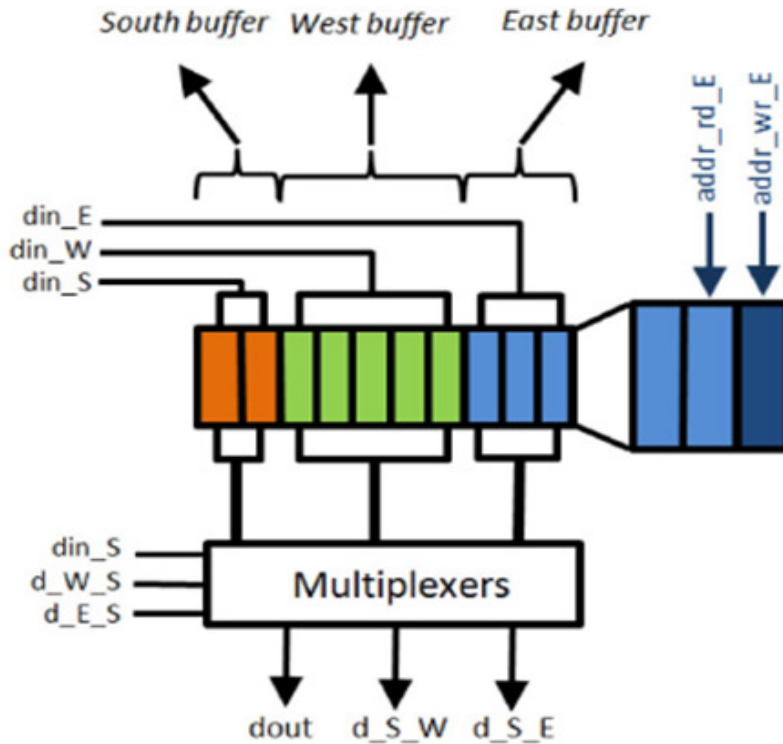 South buffer West buffer East buffer
addr_rd_E
addr_wr_E
din_E
din_W
din_S
din_S
d_W_S
d_E_S
Multiplexers
dout d_S_W d_S_E